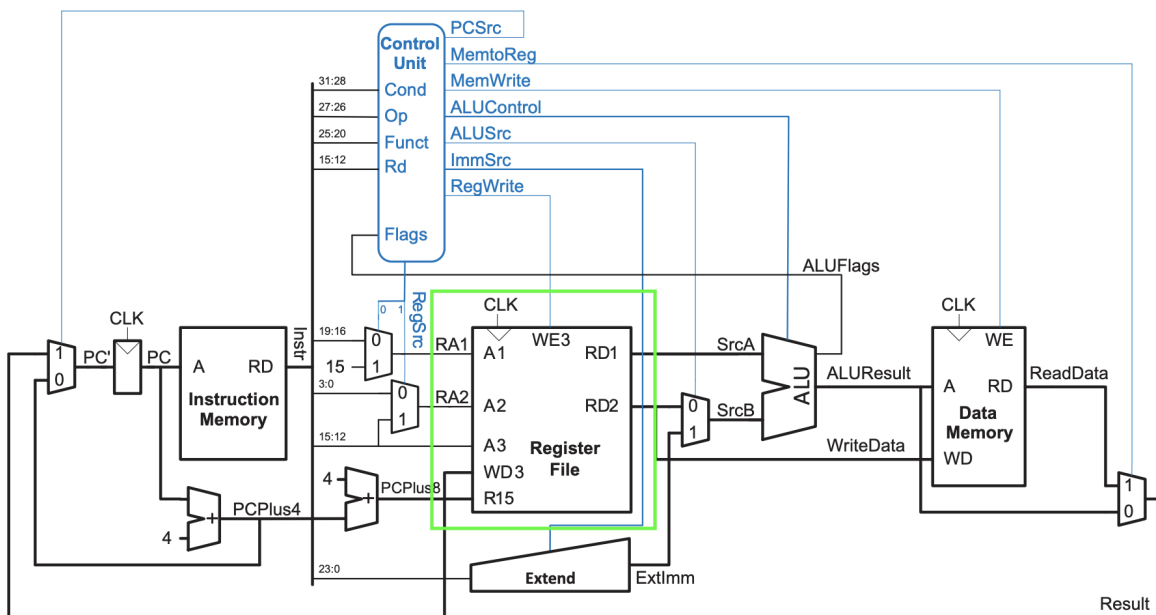 PCSrc
Control
Unit
MemtoReg
MemWrite
ALUControl
ALUSrc
ImmSrc
RegWrite
31:28
Cond
27:26
Op
25:20
Funct
15:12
Rd
Flags
ALUFlags
0 1
RegSrc
CLK
CLK
CLK
19:16
0
RA1
A1
WE3
RD1
SrcA
WE
1
0
PC'
PC
A
RD
Instr
15
1
3:0
0
RA2
A2
RD2
0
1
SrcB
ALU
ALUResult
A
RD
ReadData
Instruction
Memory
1
15:12
A3
Register
File
Data
Memory
WriteData
WD
WD3
4
+
PCPlus8
R15
1
0
4
+
PCPlus4
23:0
Extend
ExtImm
Result